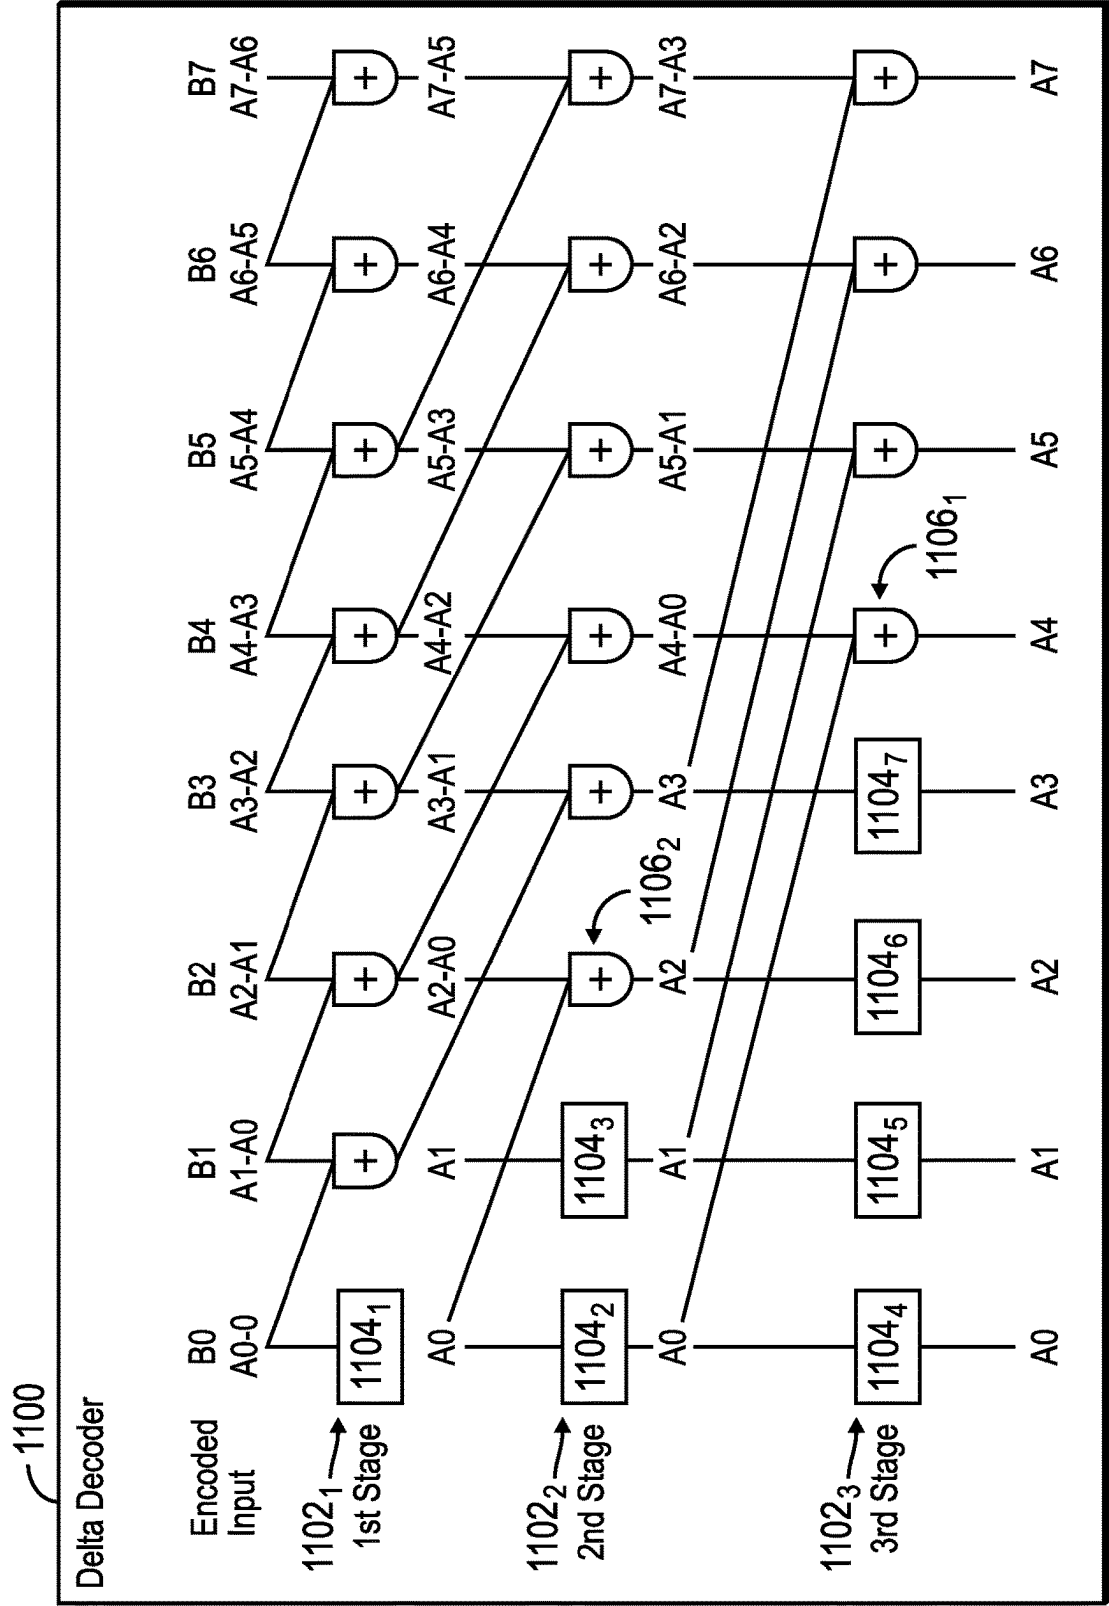 1100
Delta Decoder
Encoded Input
B0 B1 B2 B3 B4 B5 B6 B7
A0-0 A1-A0 A2-A1 A3-A2 A4-A3 A5-A4 A6-A5 A7-A6
1102₁
1st Stage
1104₁ + + + + + + +
A0 A1 A2-A0 A3-A1 A4-A2 A5-A3 A6-A4 A7-A5
1102₂
2nd Stage
1104₂ 1104₃ + + + + + +
1106₂
A0 A1 A2 A3 A4-A0 A5-A1 A6-A2 A7-A3
1102₃
3rd Stage
1104₄ 1104₅ 1104₆ 1104₇ + + + +
1106₁
A0 A1 A2 A3 A4 A5 A6 A7